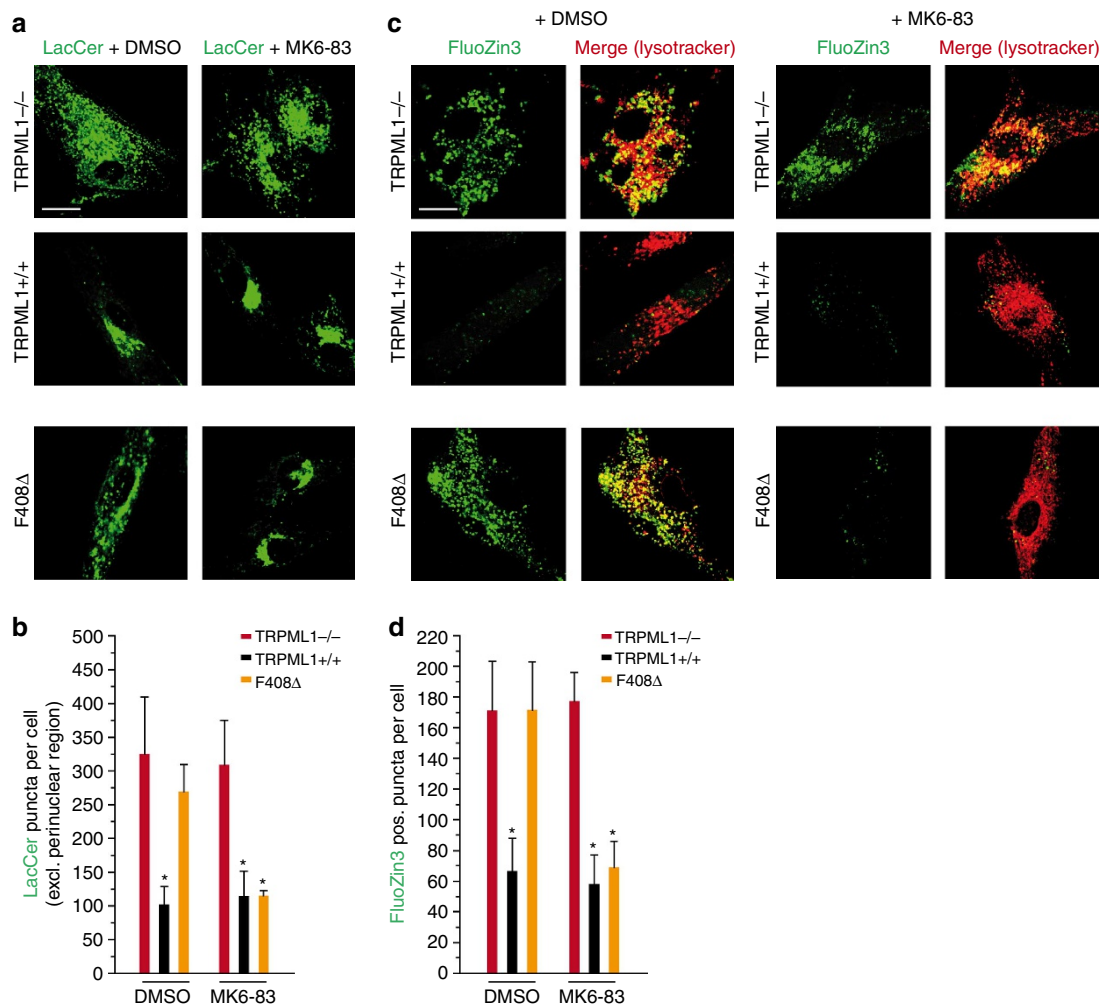 a
LacCer + DMSO
LacCer + MK6-83
TRPML1–/–
TRPML1+/+
F408Δ
c
+ DMSO
+ MK6-83
FluoZin3
Merge (lysotracker)
FluoZin3
Merge (lysotracker)
TRPML1–/–
TRPML1–/–
TRPML1+/+
TRPML1+/+
F408Δ
F408Δ
b
LacCer puncta per cell
(excl. perinuclear region)
500
450
400
350
300
250
200
150
100
50
0
TRPML1–/–
TRPML1+/+
F408Δ
*
*
*
DMSO
MK6-83
d
FluoZin3 pos. puncta per cell
220
200
180
160
140
120
100
80
60
40
20
0
TRPML1–/–
TRPML1+/+
F408Δ
*
*
*
DMSO
MK6-83